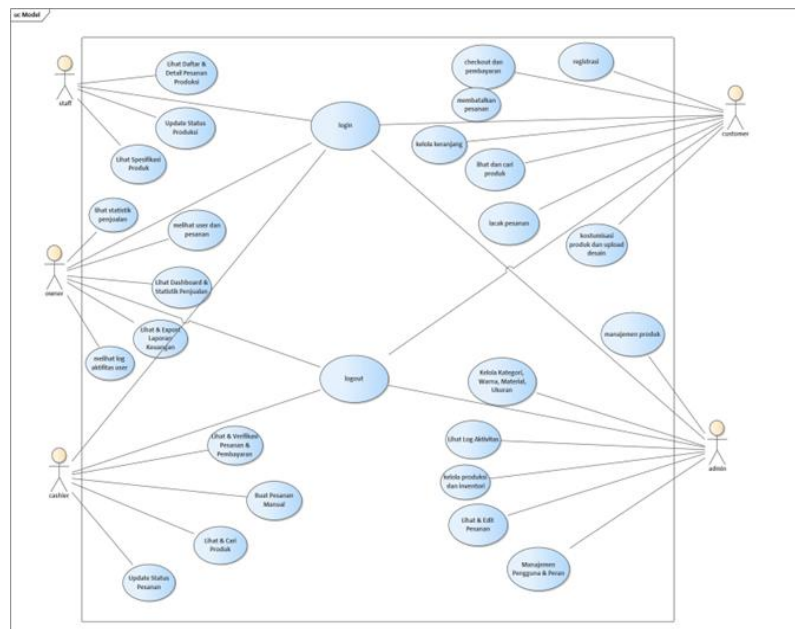 uc Model
staff
Lihat Daftar &
Detail Pesanan
Produksi
Update Status
Produksi
Lihat Spesifikasi
Produk
login
checkout dan
pembayaran
registrasi
membatalkan
pesanan
kelola keranjang
lihat dan cari
produk
lacak pesanan
kostumisasi
produk dan upload
desain
customer
owner
lihat statistik
penjualan
melihat user dan
pesanan
Lihat Dashboard &
Statistik Penjualan
Lihat & Export
Laporan
Keuangan
melihat log
aktifitas user
logout
manajemen produk
Kelola Kategori,
Warna, Material,
Ukuran
Lihat Log Aktivitas
kelola produksi
dan inventori
Lihat & Edit
Pesanan
Manajemen
Pengguna & Peran
admin
cashier
Lihat & Verifikasi
Pesanan &
Pembayaran
Buat Pesanan
Manual
Lihat & Cari
Produk
Update Status
Pesanan